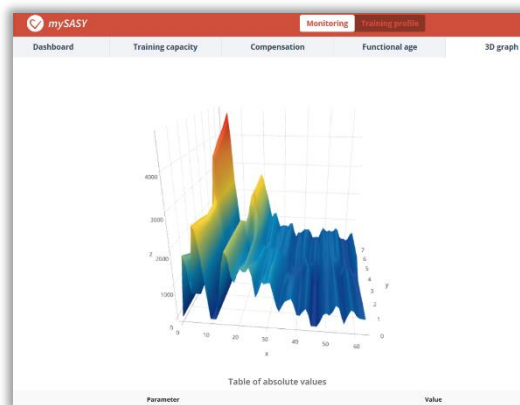 mySASY
Monitoring Training profile
Dashboard Training capacity Compensation Functional age 3D graph
4000
3000
z 2000
1000
0
0 10 20 30 40 50 60
x
7
6
5
4
3
2
1
0
y
Table of absolute values
Parameter Value